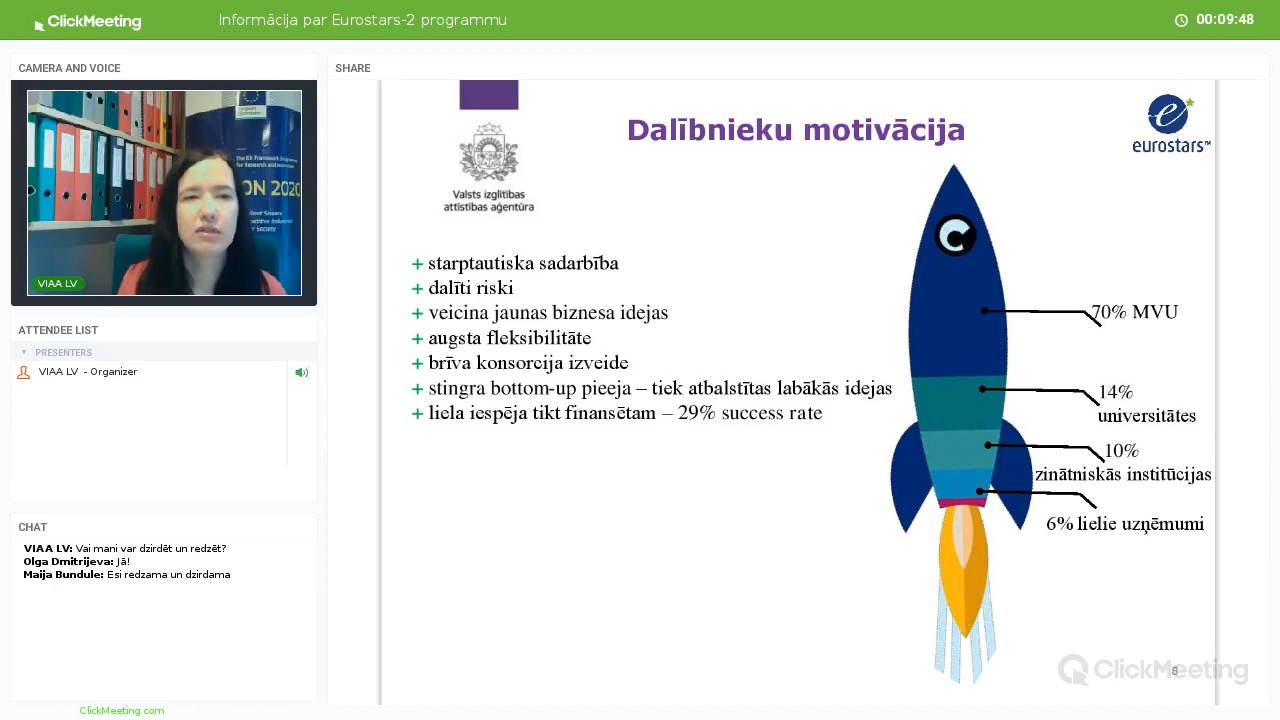 ClickMeeting
Informācija par Eurostars-2 programmu
00:09:48
CAMERA AND VOICE
VIAA LV
ATTENDEE LIST
PRESENTERS
VIAA LV - Organizer
CHAT
VIAA LV: Vai mani var dzirdēt un redzēt?
Olga Dmitrijeva: Jā!
Maija Bundule: Esi redzama un dzirdama
ClickMeeting.com
SHARE
Valsts izglītības
attīstības aģentūra
Dalībnieku motivācija
eurostars™
+ starptautiska sadarbība
+ dalīti riski
+ veicina jaunas biznesa idejas
+ augsta fleksibilitāte
+ brīva konsorcija izveide
+ stingra bottom-up pieeja – tiek atbalstītas labākās idejas
+ liela iespēja tikt finansētam – 29% success rate
70% MVU
14%
universitātes
10%
zinātniskās institūcijas
6% lielie uzņēmumi
8
ClickMeeting